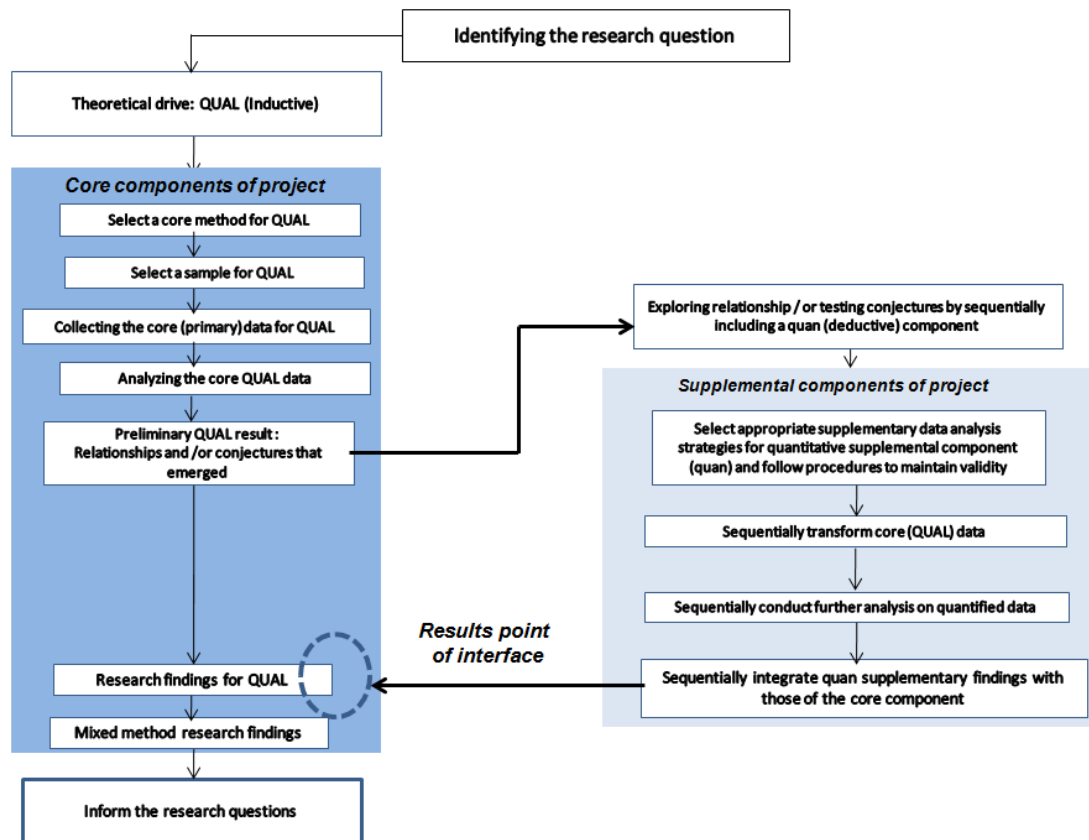 Identifying the research question
Theoretical drive: QUAL (Inductive)
Core components of project
Select a core method for QUAL
Select a sample for QUAL
Collecting the core (primary) data for QUAL
Analyzing the core QUAL data
Preliminary QUAL result :
Relationships and /or conjectures that
emerged
Exploring relationship / or testing conjectures by sequentially
including a quan (deductive) component
Supplemental components of project
Select appropriate supplementary data analysis
strategies for quantitative supplemental component
(quan) and follow procedures to maintain validity
Sequentially transform core (QUAL) data
Sequentially conduct further analysis on quantified data
Sequentially integrate quan supplementary findings with
those of the core component
Results point
of interface
Research findings for QUAL
Mixed method research findings
Inform the research questions